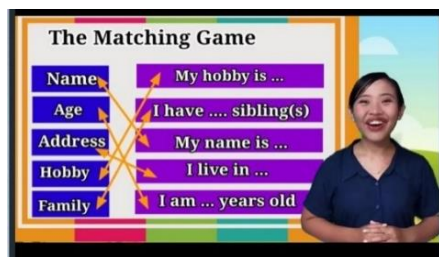 The Matching Game
Name
My hobby is ...
Age
I have .... sibling(s)
Address
My name is ...
Hobby
I live in ...
Family
I am ... years old